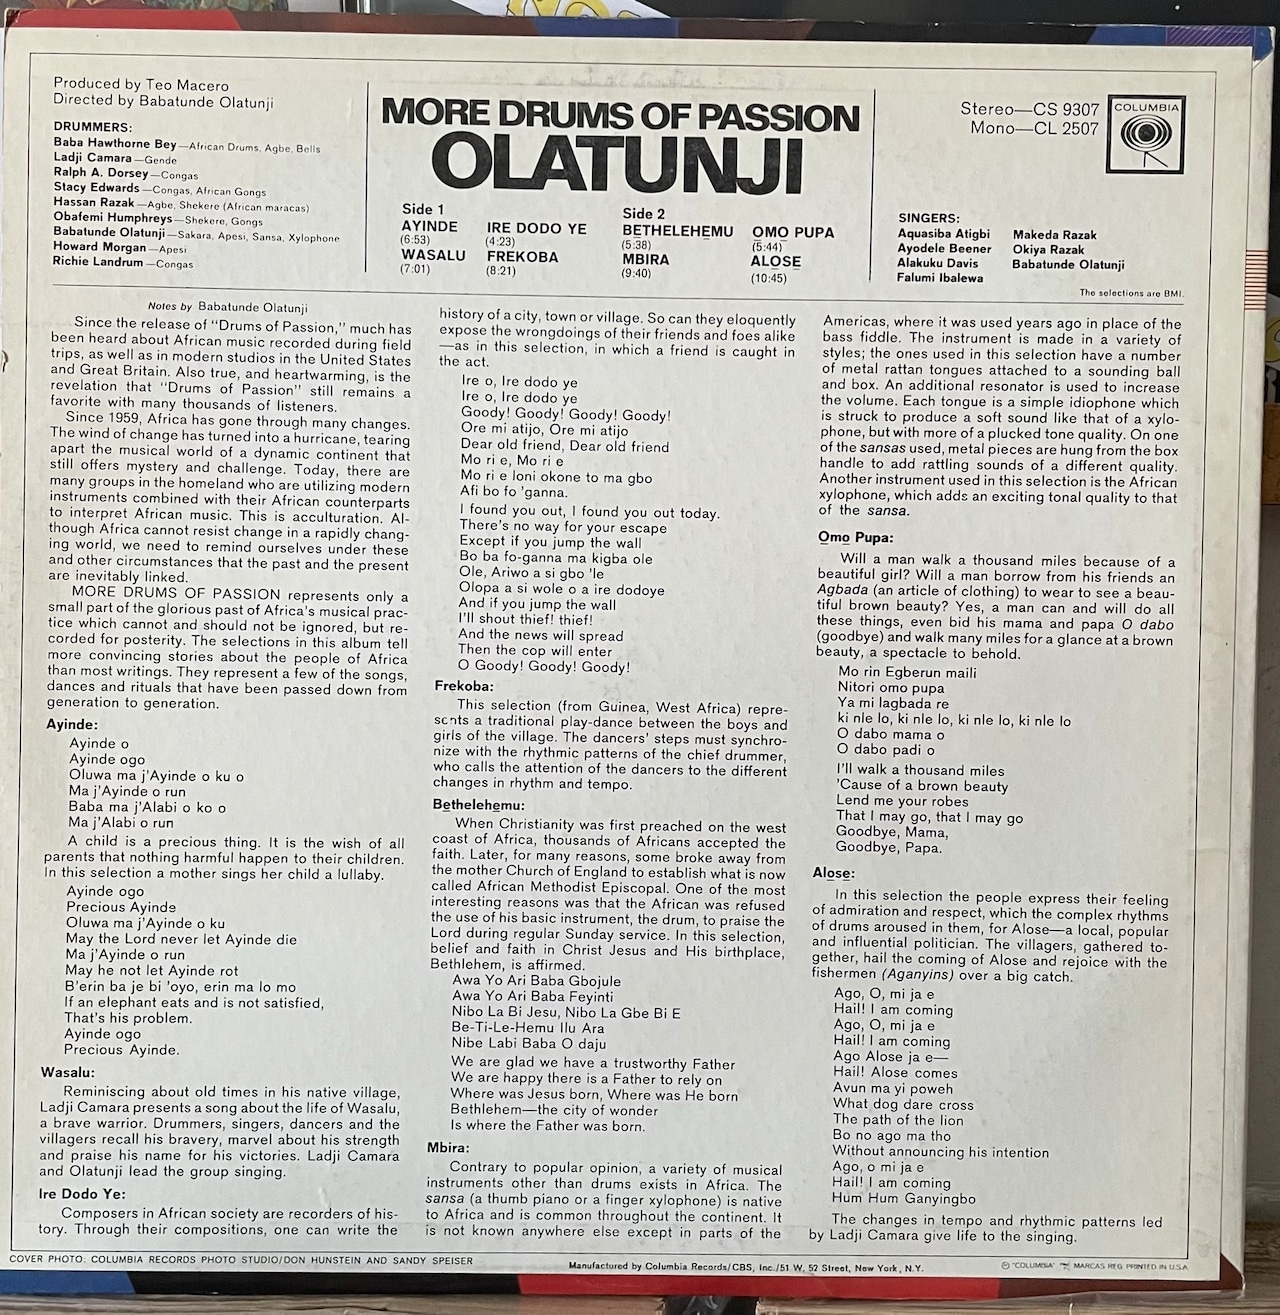 Produced by Teo Macero
Directed by Babatunde Olatunji
DRUMMERS:
Baba Hawthorne Bey—African Drums, Agbe, Bells
Ladji Camara—Gende
Ralph A. Dorsey—Congas
Stacy Edwards—Congas, African Gongs
Hassan Razak—Agbe, Shekere (African maracas)
Obafemi Humphreys—Shekere, Gongs
Babatunde Olatunji—Sakara, Apesi, Sansa, Xylophone
Howard Morgan—Apesi
Richie Landrum—Congas
MORE DRUMS OF PASSION
OLATUNJI
Side 1
AYINDE
(6:53)
WASALU
(7:01)
IRE DODO YE
(4:23)
FREKOBA
(8:21)
Side 2
BẸTHELEHẸMU
(5:38)
MBIRA
(9:40)
OMỌ PUPA
(5:44)
ALOSE
(10:45)
Stereo—CS 9307
Mono—CL 2507
COLUMBIA
SINGERS:
Aquasiba Atigbi
Ayodele Beener
Alakuku Davis
Falumi Ibalewa
Makeda Razak
Okiya Razak
Babatunde Olatunji
The selections are BMI.
Notes by Babatunde Olatunji
Since the release of "Drums of Passion," much has
been heard about African music recorded during field
trips, as well as in modern studios in the United States
and Great Britain. Also true, and heartwarming, is the
revelation that "Drums of Passion" still remains a
favorite with many thousands of listeners.
Since 1959, Africa has gone through many changes.
The wind of change has turned into a hurricane, tearing
apart the musical world of a dynamic continent that
still offers mystery and challenge. Today, there are
many groups in the homeland who are utilizing modern
instruments combined with their African counterparts
to interpret African music. This is acculturation. Al-
though Africa cannot resist change in a rapidly chang-
ing world, we need to remind ourselves under these
and other circumstances that the past and the present
are inevitably linked.
MORE DRUMS OF PASSION represents only a
small part of the glorious past of Africa's musical prac-
tice which cannot and should not be ignored, but re-
corded for posterity. The selections in this album tell
more convincing stories about the people of Africa
than most writings. They represent a few of the songs,
dances and rituals that have been passed down from
generation to generation.
Ayinde:
Ayinde o
Ayinde ogo
Oluwa ma j'Ayinde o ku o
Ma j'Ayinde o run
Baba ma j'Alabi o ko o
Ma j'Alabi o run
A child is a precious thing. It is the wish of all
parents that nothing harmful happen to their children.
In this selection a mother sings her child a lullaby.
Ayinde ogo
Precious Ayinde
Oluwa ma j'Ayinde o ku
May the Lord never let Ayinde die
Ma j'Ayinde o run
May he not let Ayinde rot
B'erin ba je bi 'oyo, erin ma lo mo
If an elephant eats and is not satisfied,
That's his problem.
Ayinde ogo
Precious Ayinde.
Wasalu:
Reminiscing about old times in his native village,
Ladji Camara presents a song about the life of Wasalu,
a brave warrior. Drummers, singers, dancers and the
villagers recall his bravery, marvel about his strength
and praise his name for his victories. Ladji Camara
and Olatunji lead the group singing.
Ire Dodo Ye:
Composers in African society are recorders of his-
tory. Through their compositions, one can write the
history of a city, town or village. So can they eloquently
expose the wrongdoings of their friends and foes alike
—as in this selection, in which a friend is caught in
the act.
Ire o, Ire dodo ye
Ire o, Ire dodo ye
Goody! Goody! Goody! Goody!
Ore mi atijo, Ore mi atijo
Dear old friend, Dear old friend
Mo ri e, Mo ri e
Mo ri e loni okone to ma gbo
Afi bo fo 'ganna.
I found you out, I found you out today.
There's no way for your escape
Except if you jump the wall
Bo ba fo-ganna ma kigba ole
Ole, Ariwo a si gbo 'le
Olopa a si wole o a ire dodoye
And if you jump the wall
I'll shout thief! thief!
And the news will spread
Then the cop will enter
O Goody! Goody! Goody!
Frekoba:
This selection (from Guinea, West Africa) repre-
sents a traditional play-dance between the boys and
girls of the village. The dancers' steps must synchro-
nize with the rhythmic patterns of the chief drummer,
who calls the attention of the dancers to the different
changes in rhythm and tempo.
Bẹthelehẹmu:
When Christianity was first preached on the west
coast of Africa, thousands of Africans accepted the
faith. Later, for many reasons, some broke away from
the mother Church of England to establish what is now
called African Methodist Episcopal. One of the most
interesting reasons was that the African was refused
the use of his basic instrument, the drum, to praise the
Lord during regular Sunday service. In this selection,
belief and faith in Christ Jesus and His birthplace,
Bethlehem, is affirmed.
Awa Yo Ari Baba Gbojule
Awa Yo Ari Baba Feyinti
Nibo La Bi Jesu, Nibo La Gbe Bi E
Be-Ti-Le-Hemu Ilu Ara
Nibe Labi Baba O daju
We are glad we have a trustworthy Father
We are happy there is a Father to rely on
Where was Jesus born, Where was He born
Bethlehem—the city of wonder
Is where the Father was born.
Mbira:
Contrary to popular opinion, a variety of musical
instruments other than drums exists in Africa. The
sansa (a thumb piano or a finger xylophone) is native
to Africa and is common throughout the continent. It
is not known anywhere else except in parts of the
Americas, where it was used years ago in place of the
bass fiddle. The instrument is made in a variety of
styles; the ones used in this selection have a number
of metal rattan tongues attached to a sounding ball
and box. An additional resonator is used to increase
the volume. Each tongue is a simple idiophone which
is struck to produce a soft sound like that of a xylo-
phone, but with more of a plucked tone quality. On one
of the sansas used, metal pieces are hung from the box
handle to add rattling sounds of a different quality.
Another instrument used in this selection is the African
xylophone, which adds an exciting tonal quality to that
of the sansa.
Ọmọ Pupa:
Will a man walk a thousand miles because of a
beautiful girl? Will a man borrow from his friends an
Agbada (an article of clothing) to wear to see a beau-
tiful brown beauty? Yes, a man can and will do all
these things, even bid his mama and papa O dabo
(goodbye) and walk many miles for a glance at a brown
beauty, a spectacle to behold.
Mo rin Egberun maili
Nitori omo pupa
Ya mi lagbada re
ki nle lo, ki nle lo, ki nle lo, ki nle lo
O dabo mama o
O dabo padi o
I'll walk a thousand miles
'Cause of a brown beauty
Lend me your robes
That I may go, that I may go
Goodbye, Mama,
Goodbye, Papa.
Alọsẹ:
In this selection the people express their feeling
of admiration and respect, which the complex rhythms
of drums aroused in them, for Alose—a local, popular
and influential politician. The villagers, gathered to-
gether, hail the coming of Alose and rejoice with the
fishermen (Aganyins) over a big catch.
Ago, O, mi ja e
Hail! I am coming
Ago, O, mi ja e
Hail! I am coming
Ago Alose ja e—
Hail! Alose comes
Avun ma yi poweh
What dog dare cross
The path of the lion
Bo no ago ma tho
Without announcing his intention
Ago, o mi ja e
Hail! I am coming
Hum Hum Ganyingbo
The changes in tempo and rhythmic patterns led
by Ladji Camara give life to the singing.
COVER PHOTO: COLUMBIA RECORDS PHOTO STUDIO/DON HUNSTEIN AND SANDY SPEISER
Manufactured by Columbia Records/CBS, Inc./51 W. 52 Street, New York, N.Y.
Ⓟ "COLUMBIA" MARCAS REG. PRINTED IN U.S.A.